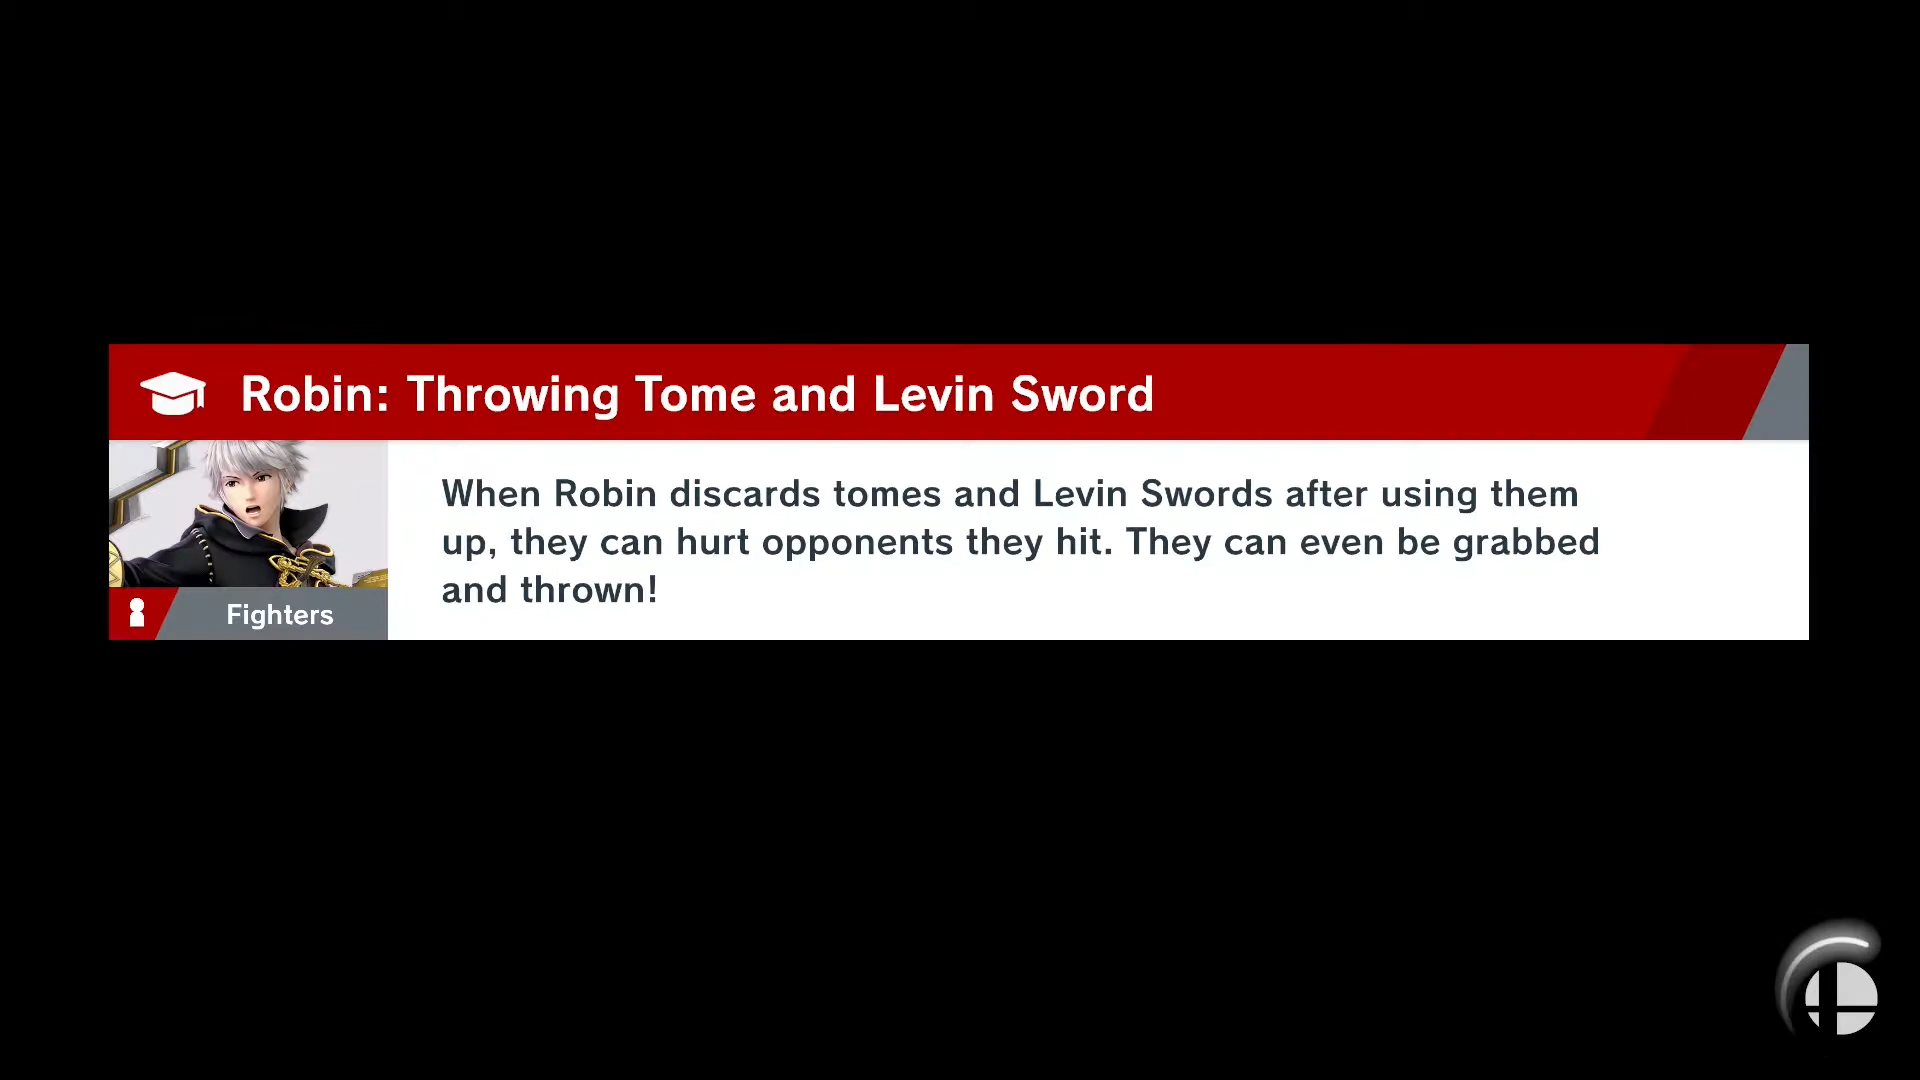 Robin: Throwing Tome and Levin Sword
When Robin discards tomes and Levin Swords after using them
up, they can hurt opponents they hit. They can even be grabbed
and thrown!
Fighters